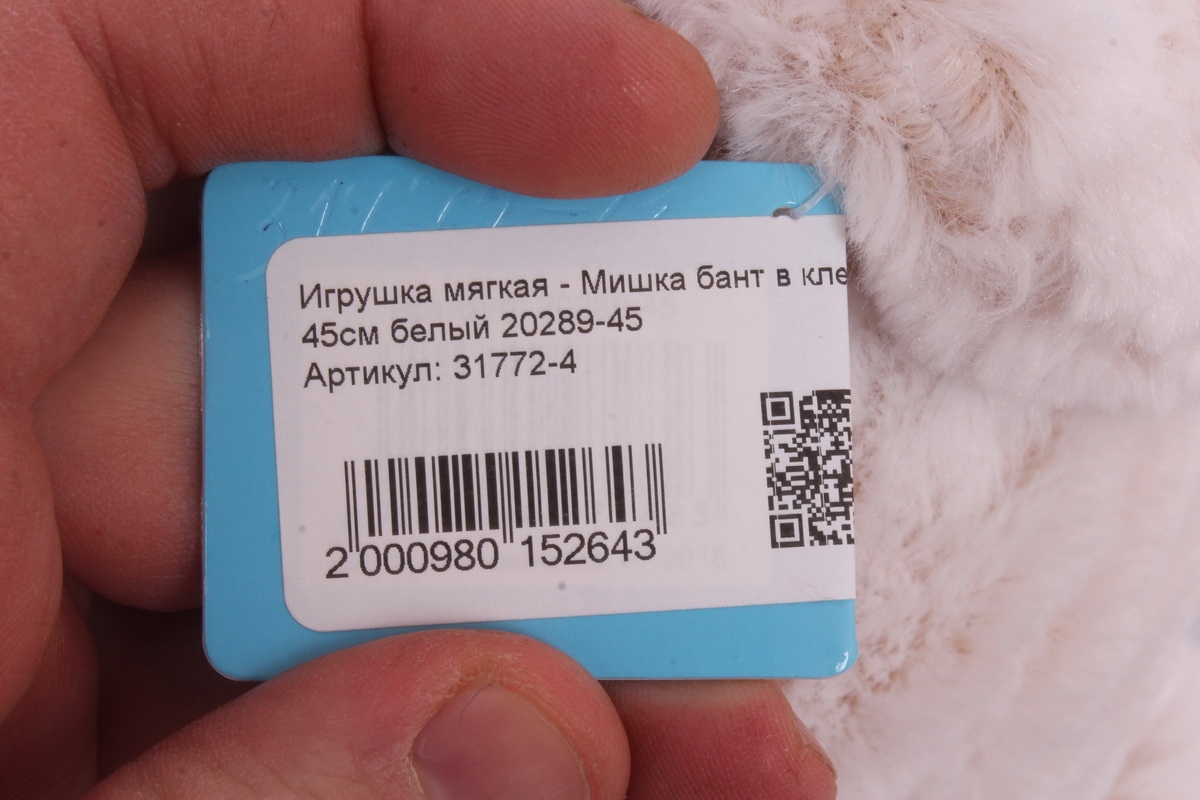 Игрушка мягкая - Мишка бант в кле
45см белый 20289-45
Артикул: 31772-4
2 000980 152643